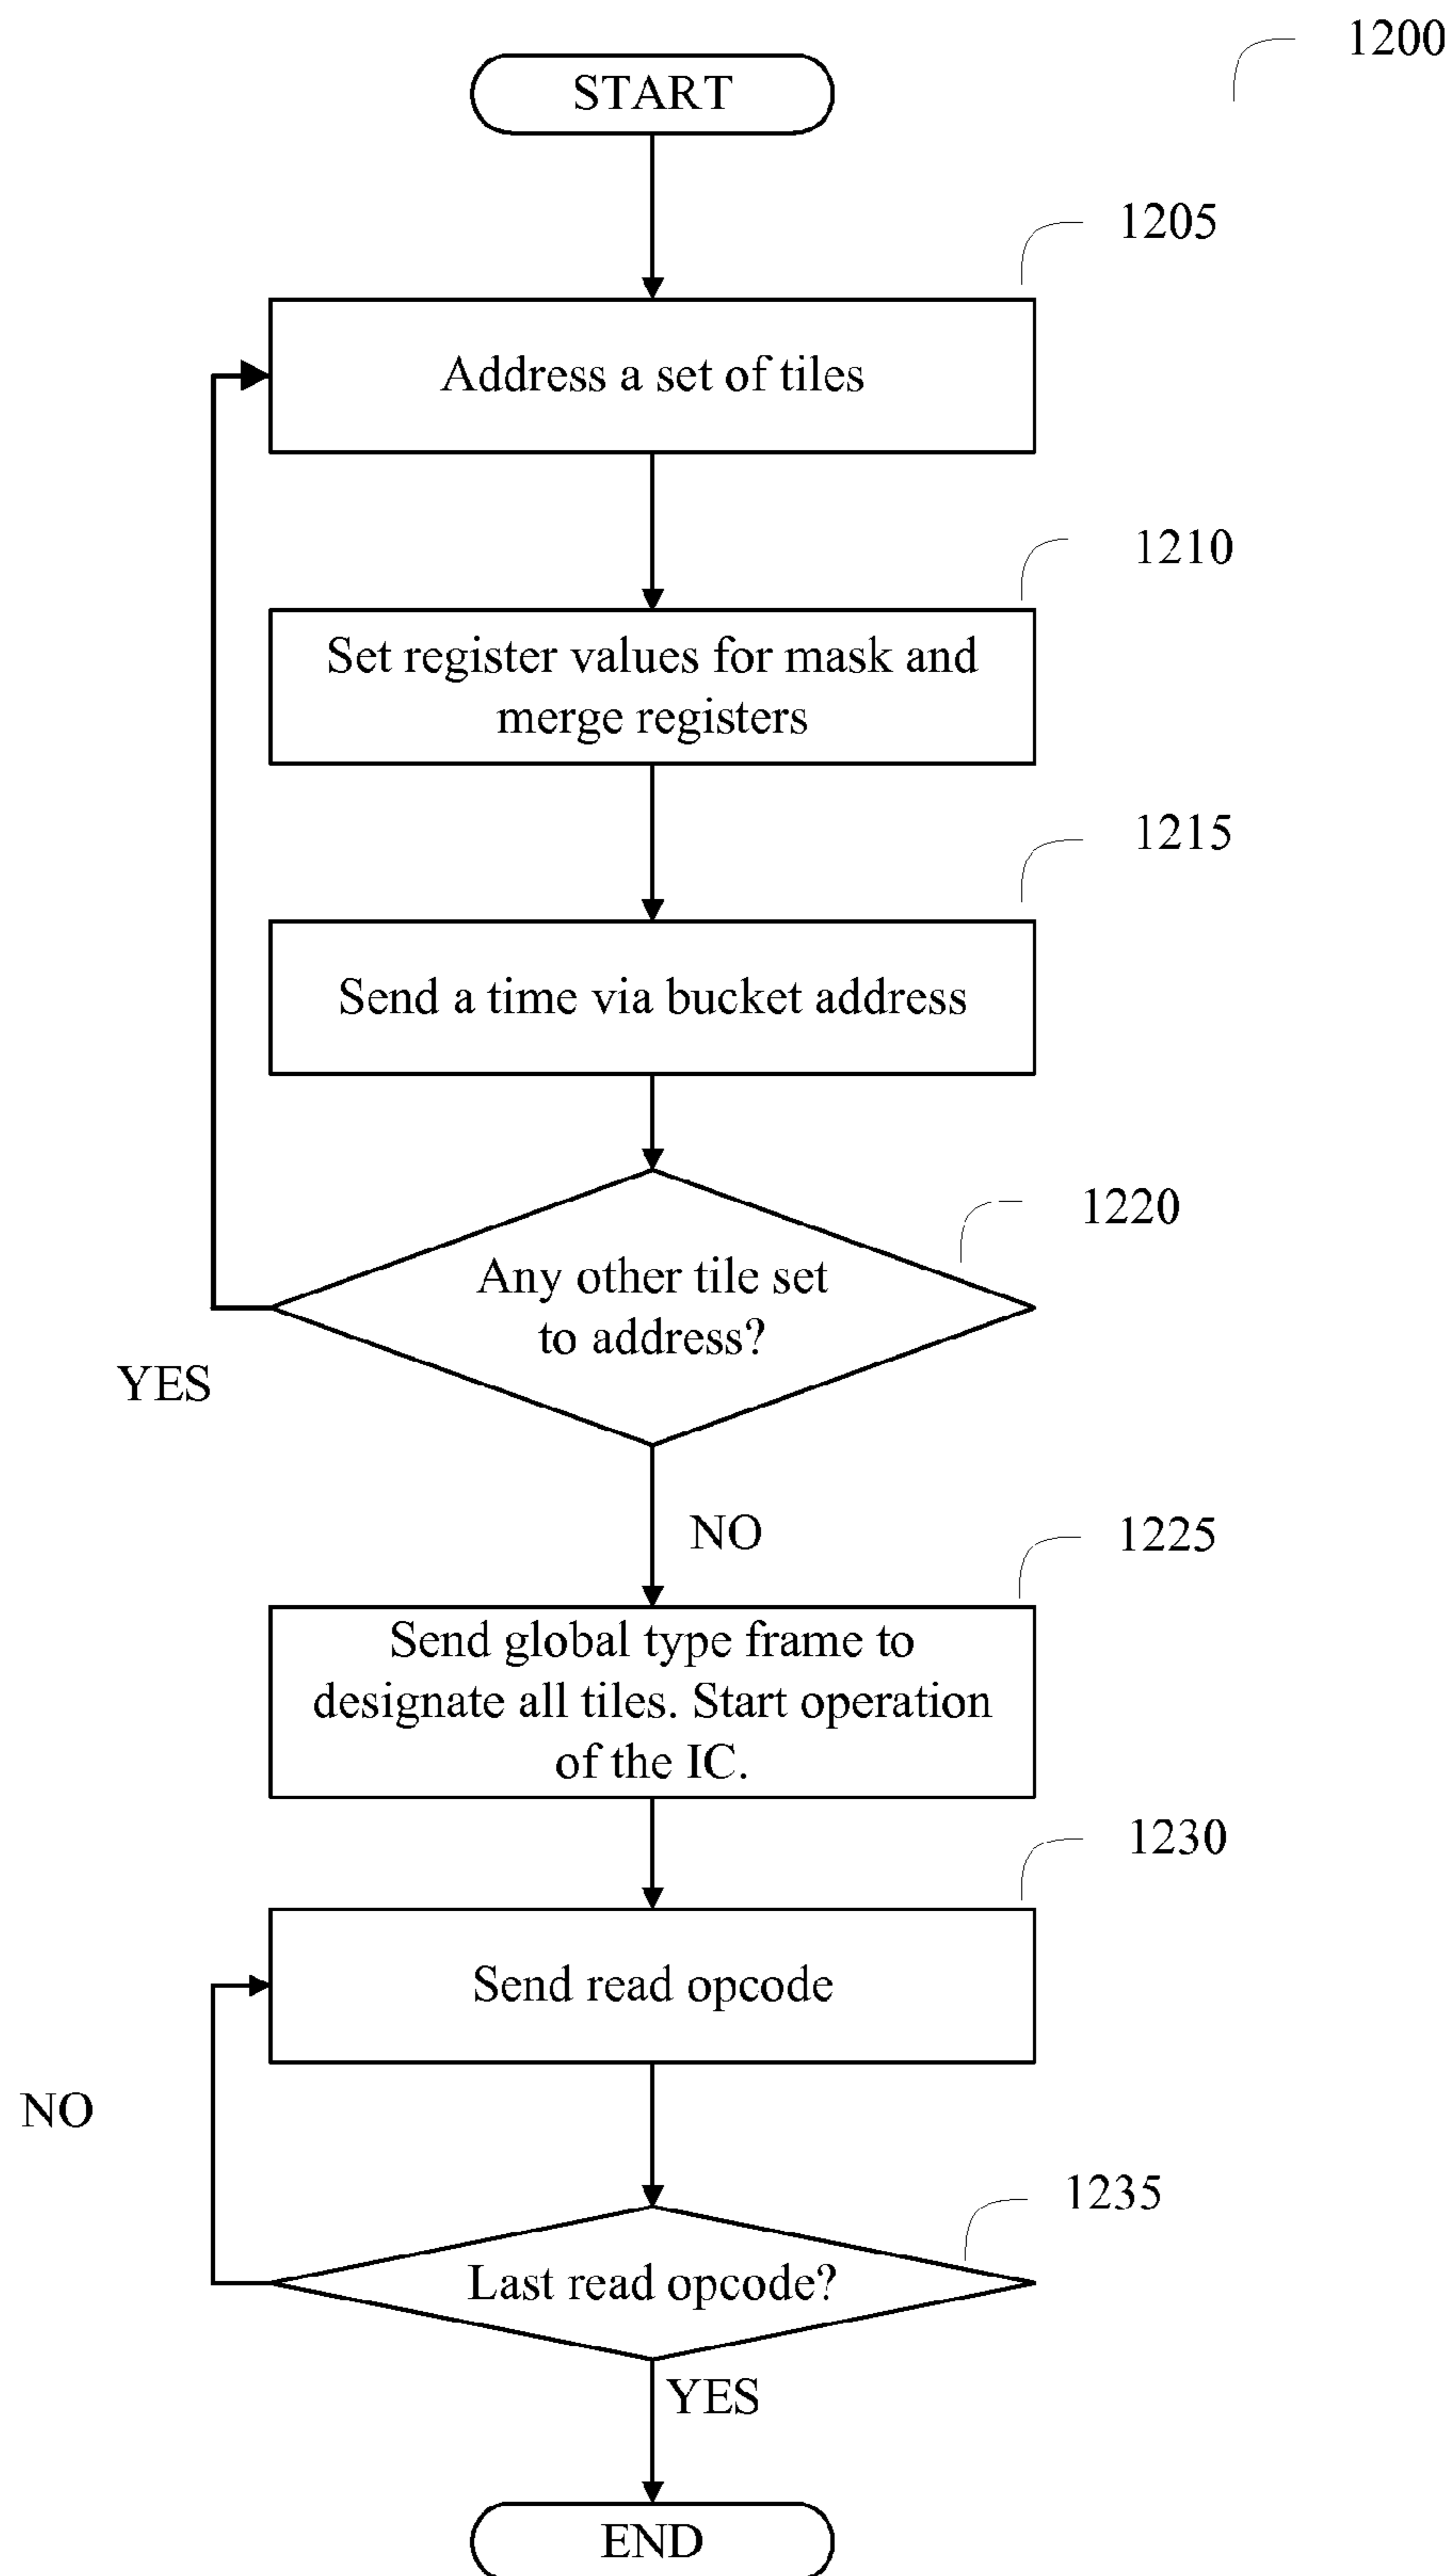 1200
START
1205
Address a set of tiles
1210
Set register values for mask and
merge registers
1215
Send a time via bucket address
1220
Any other tile set
to address?
YES
NO
1225
Send global type frame to
designate all tiles. Start operation
of the IC.
1230
Send read opcode
NO
1235
Last read opcode?
YES
END